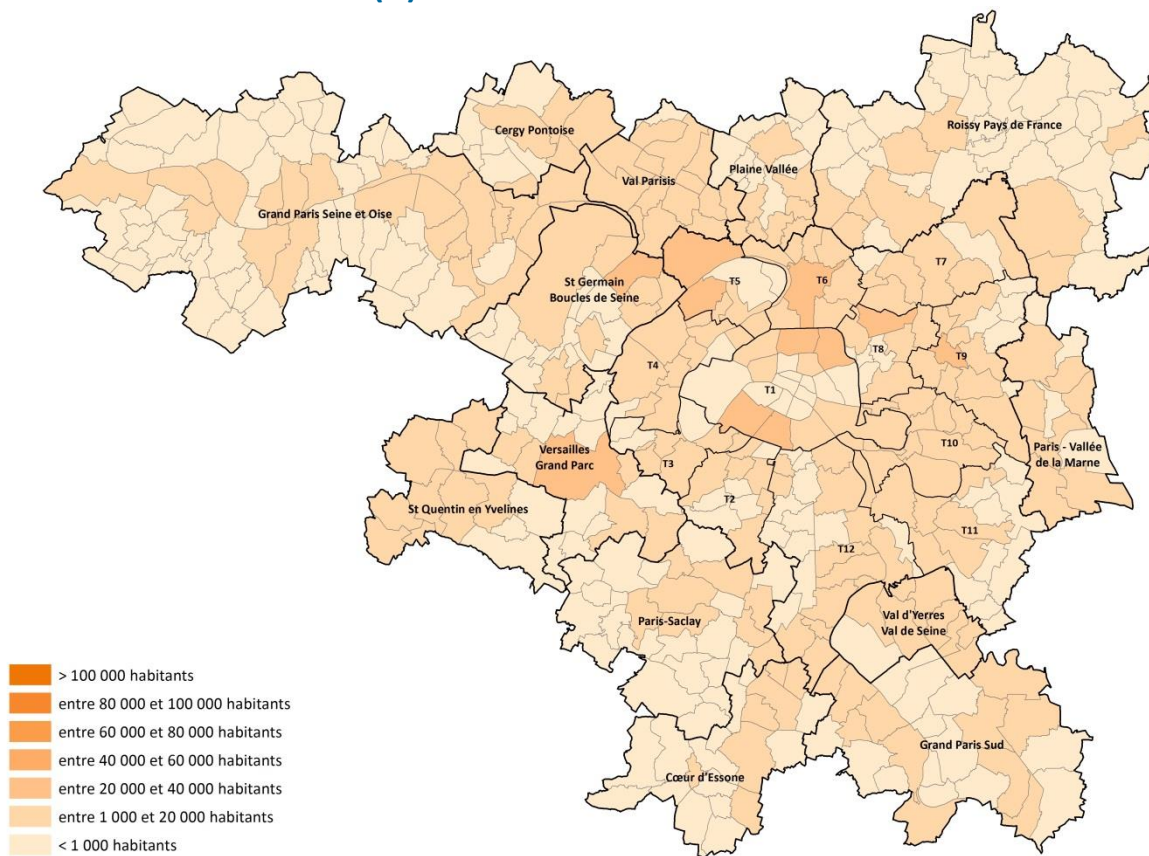 Cergy Pontoise
Roissy Pays de France
Val Parisis
Plaine Vallée
Grand Paris Seine et Oise
T7
St Germain
Boucles de Seine
T5
T6
T8
T9
T4
T1
T10
Paris - Vallée
de la Marne
Versailles
Grand Parc
T3
T2
St Quentin en Yvelines
T11
T12
Paris-Saclay
Val d'Yerres
Val de Seine
Grand Paris Sud
Cœur d'Essone
> 100 000 habitants
entre 80 000 et 100 000 habitants
entre 60 000 et 80 000 habitants
entre 40 000 et 60 000 habitants
entre 20 000 et 40 000 habitants
entre 1 000 et 20 000 habitants
< 1 000 habitants